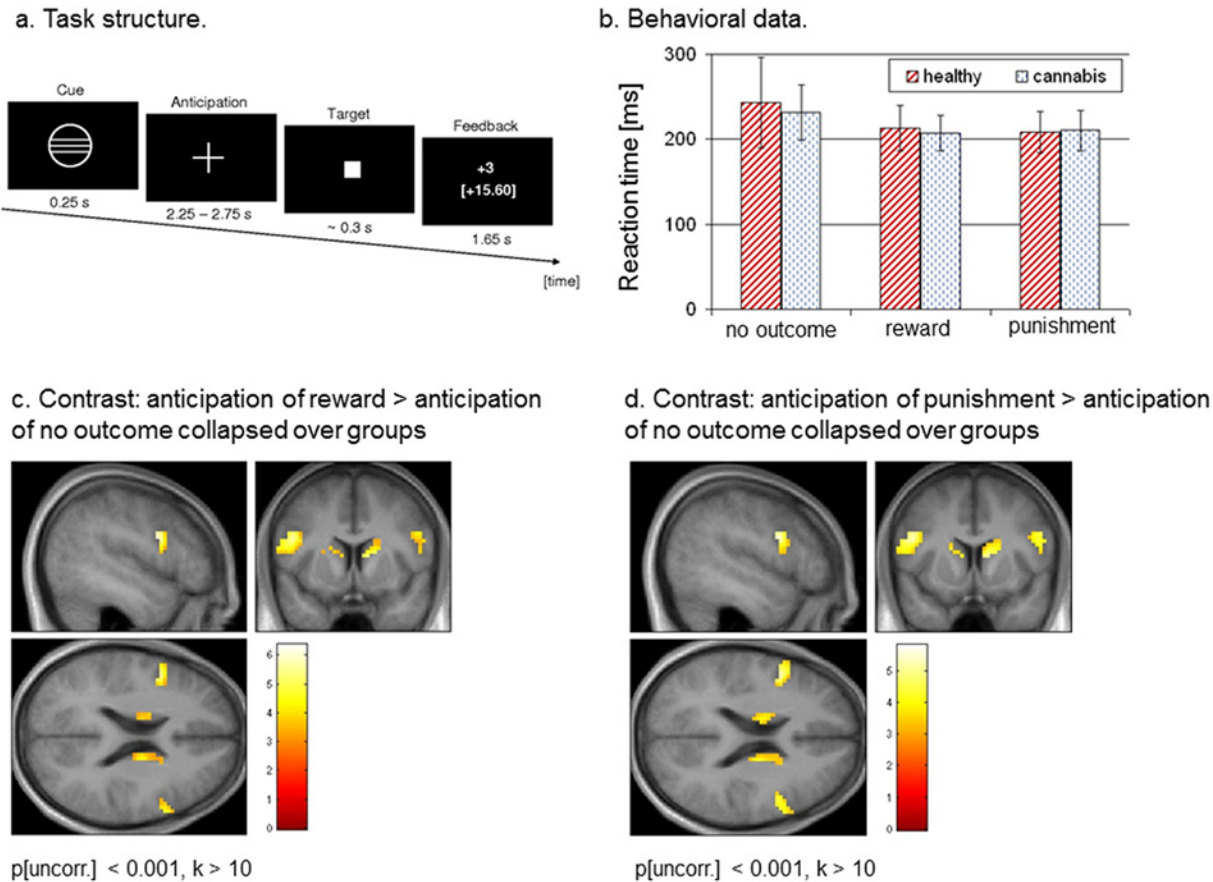 a. Task structure.
Cue
Anticipation
Target
Feedback
+3
[+15.60]
0.25 s
2.25 – 2.75 s
~ 0.3 s
1.65 s
[time]
b. Behavioral data.
Reaction time [ms]
300
200
100
0
healthy
cannabis
no outcome
reward
punishment
c. Contrast: anticipation of reward > anticipation
of no outcome collapsed over groups
6
5
4
3
2
1
0
p[uncorr.] < 0.001, k > 10
d. Contrast: anticipation of punishment > anticipation
of no outcome collapsed over groups
5
4
3
2
1
0
p[uncorr.] < 0.001, k > 10